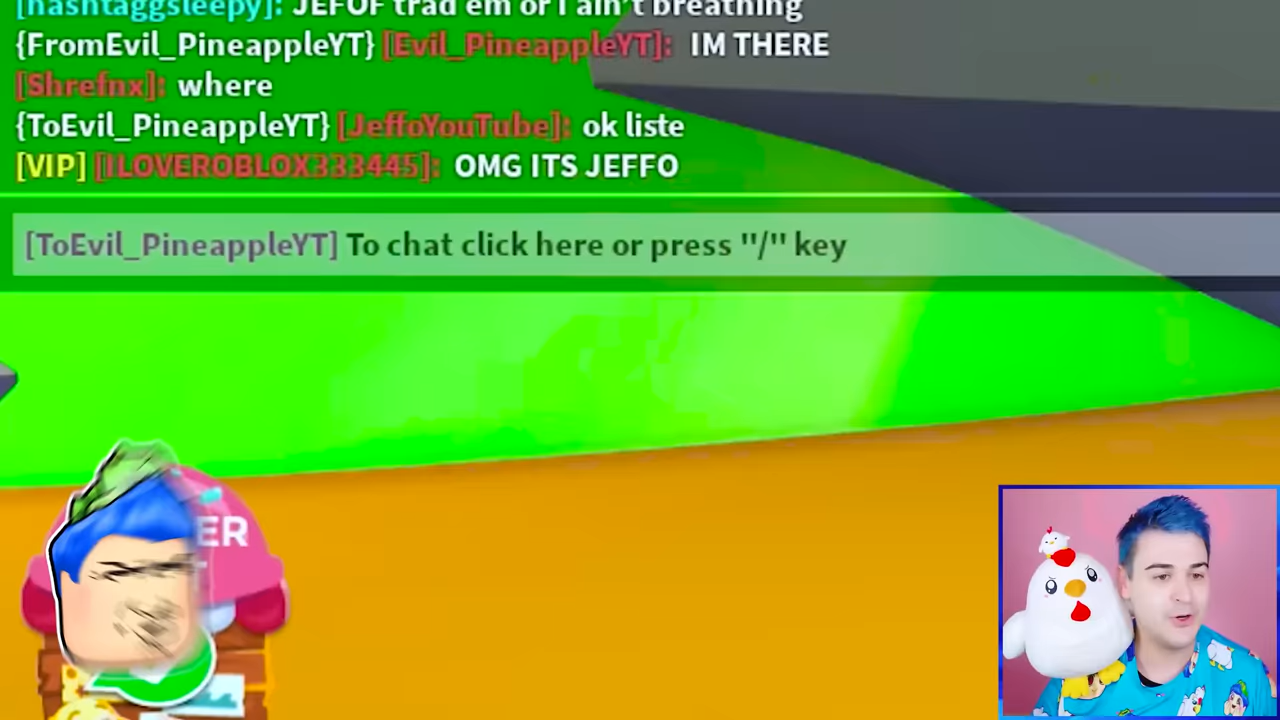 [hashtaggsleepy]: JEFOF trad em or I ain't breathing
{FromEvil_PineappleYT} [Evil_PineappleYT]: IM THERE
[Shrefnx]: where
{ToEvil_PineappleYT} [JeffoYouTube]: ok liste
[VIP] [ILOVEROBLOX333445]: OMG ITS JEFFO
[ToEvil_PineappleYT] To chat click here or press "/" key
ER